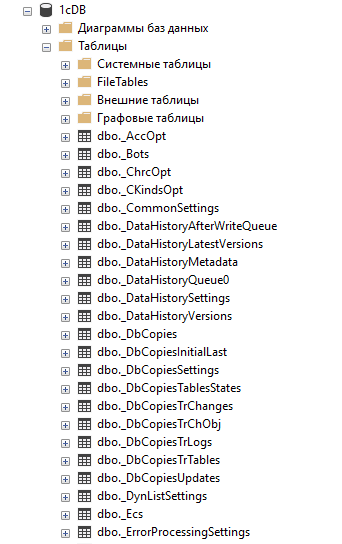 1cDB
Диаграммы баз данных
Таблицы
Системные таблицы
FileTables
Внешние таблицы
Графовые таблицы
dbo._AccOpt
dbo._Bots
dbo._ChrcOpt
dbo._CKindsOpt
dbo._CommonSettings
dbo._DataHistoryAfterWriteQueue
dbo._DataHistoryLatestVersions
dbo._DataHistoryMetadata
dbo._DataHistoryQueue0
dbo._DataHistorySettings
dbo._DataHistoryVersions
dbo._DbCopies
dbo._DbCopiesInitialLast
dbo._DbCopiesSettings
dbo._DbCopiesTablesStates
dbo._DbCopiesTrChanges
dbo._DbCopiesTrChObj
dbo._DbCopiesTrLogs
dbo._DbCopiesTrTables
dbo._DbCopiesUpdates
dbo._DynListSettings
dbo._Ecs
dbo._ErrorProcessingSettings